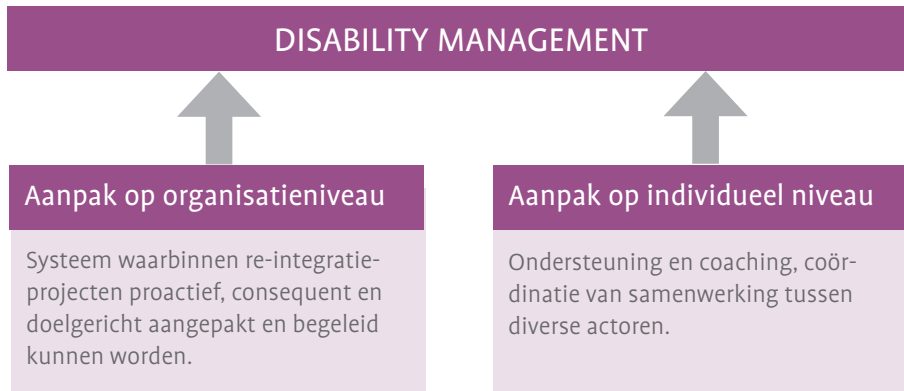 DISABILITY MANAGEMENT
Aanpak op organisatieniveau
Systeem waarbinnen re-integratie-
projecten proactief, consequent en
doelgericht aangepakt en begeleid
kunnen worden.
Aanpak op individueel niveau
Ondersteuning en coaching, coör-
dinatie van samenwerking tussen
diverse actoren.